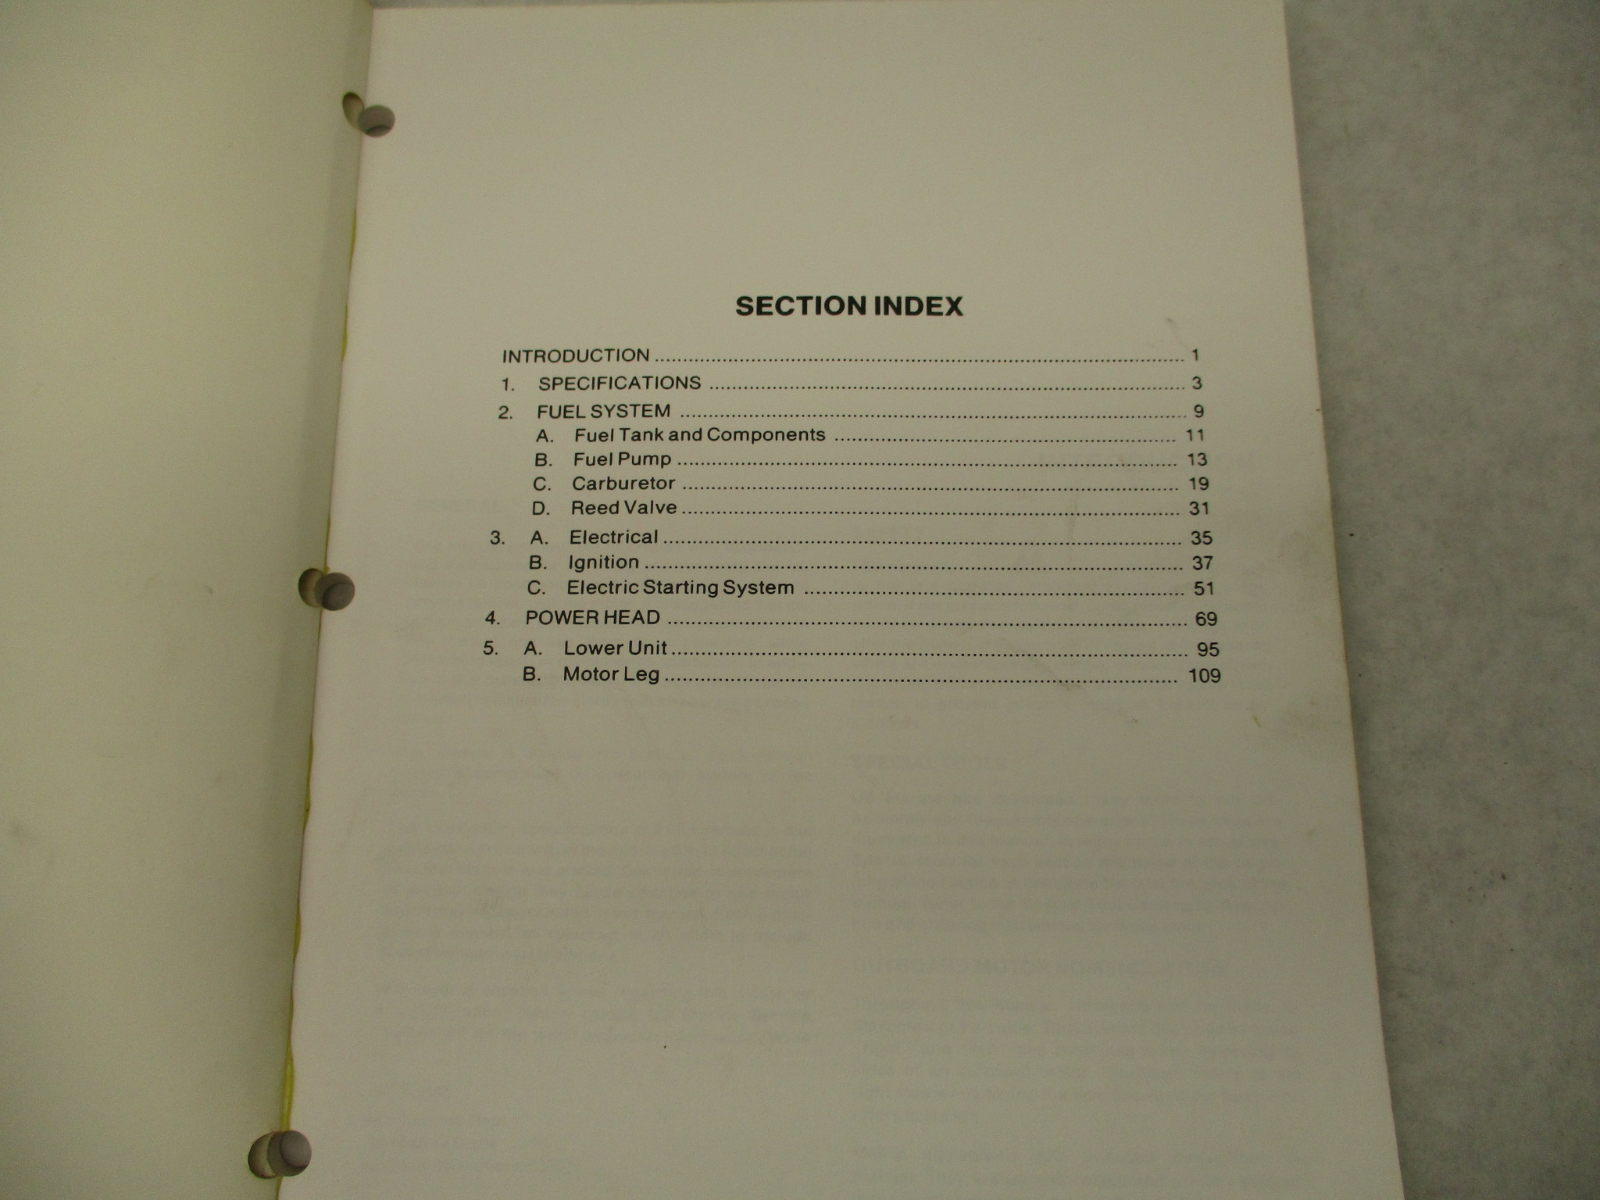 SECTION INDEX
INTRODUCTION ........................ 1
1. SPECIFICATIONS ........................ 3
2. FUEL SYSTEM ........................ 9
A. Fuel Tank and Components ........................ 11
B. Fuel Pump ........................ 13
C. Carburetor ........................ 19
D. Reed Valve ........................ 31
3. A. Electrical ........................ 35
B. Ignition ........................ 37
C. Electric Starting System ........................ 51
4. POWER HEAD ........................ 69
5. A. Lower Unit ........................ 95
B. Motor Leg ........................ 109